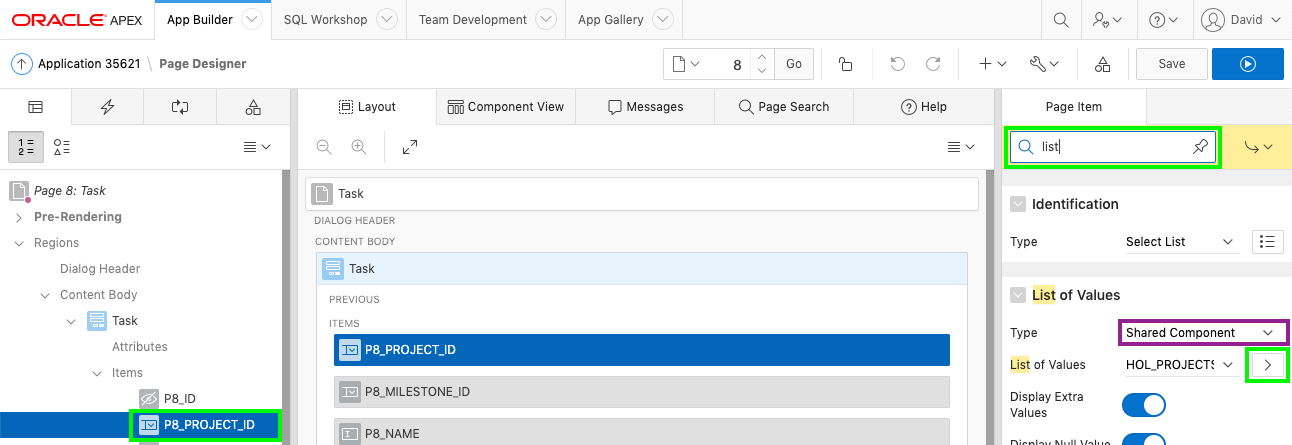 ORACLE APEX App Builder SQL Workshop Team Development App Gallery David
Application 35621 \ Page Designer 8 Go Save
Layout Component View Messages Page Search Help Page Item
1 2
list
Page 8: Task
Pre-Rendering
Regions
Dialog Header
Content Body
Task
Attributes
Items
P8_ID
P8_PROJECT_ID
Task
DIALOG HEADER
CONTENT BODY
Task
PREVIOUS
ITEMS
P8_PROJECT_ID
P8_MILESTONE_ID
P8_NAME
Identification
Type Select List
List of Values
Type Shared Component
List of Values HOL_PROJECTS
Display Extra
Values
Display Null Value